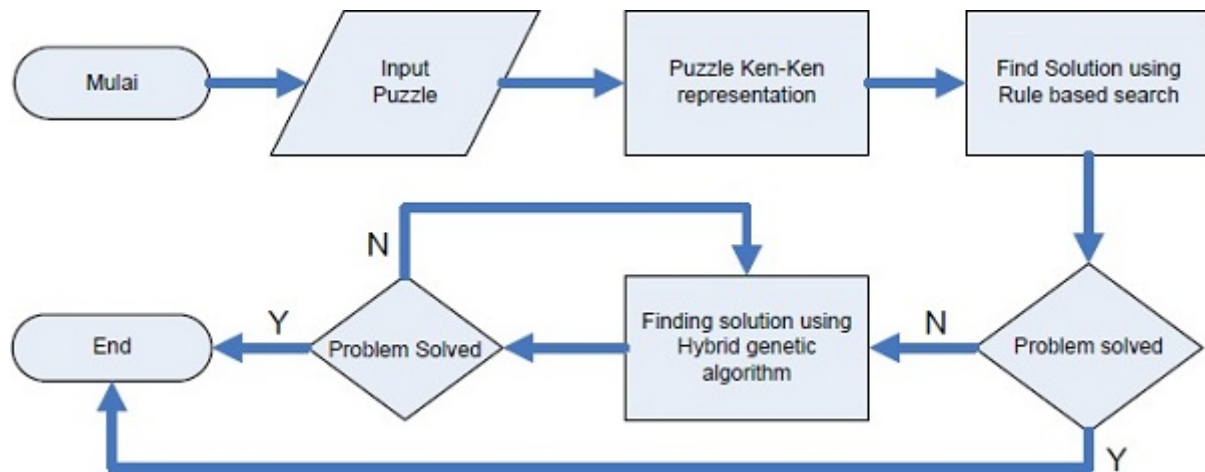 Mulai
Input
Puzzle
Puzzle Ken-Ken
representation
Find Solution using
Rule based search
N
Y
End
Problem Solved
Finding solution using
Hybrid genetic
algorithm
N
Problem solved
Y